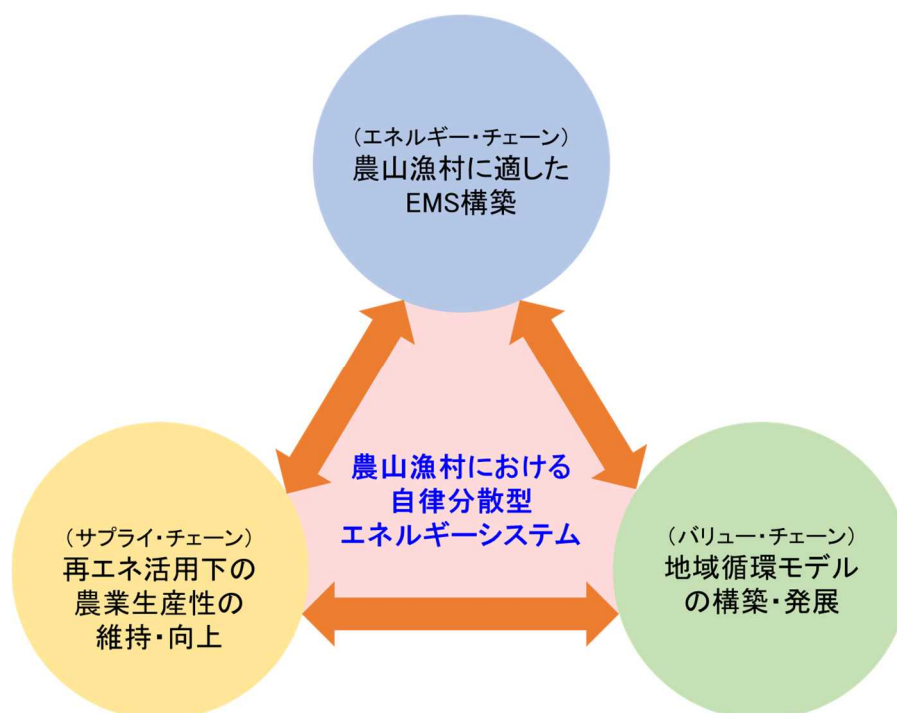 （エネルギー・チェーン）
農山漁村に適した
EMS構築
農山漁村における
自律分散型
エネルギーシステム
（サプライ・チェーン）
再エネ活用下の
農業生産性の
維持・向上
（バリュー・チェーン）
地域循環モデル
の構築・発展